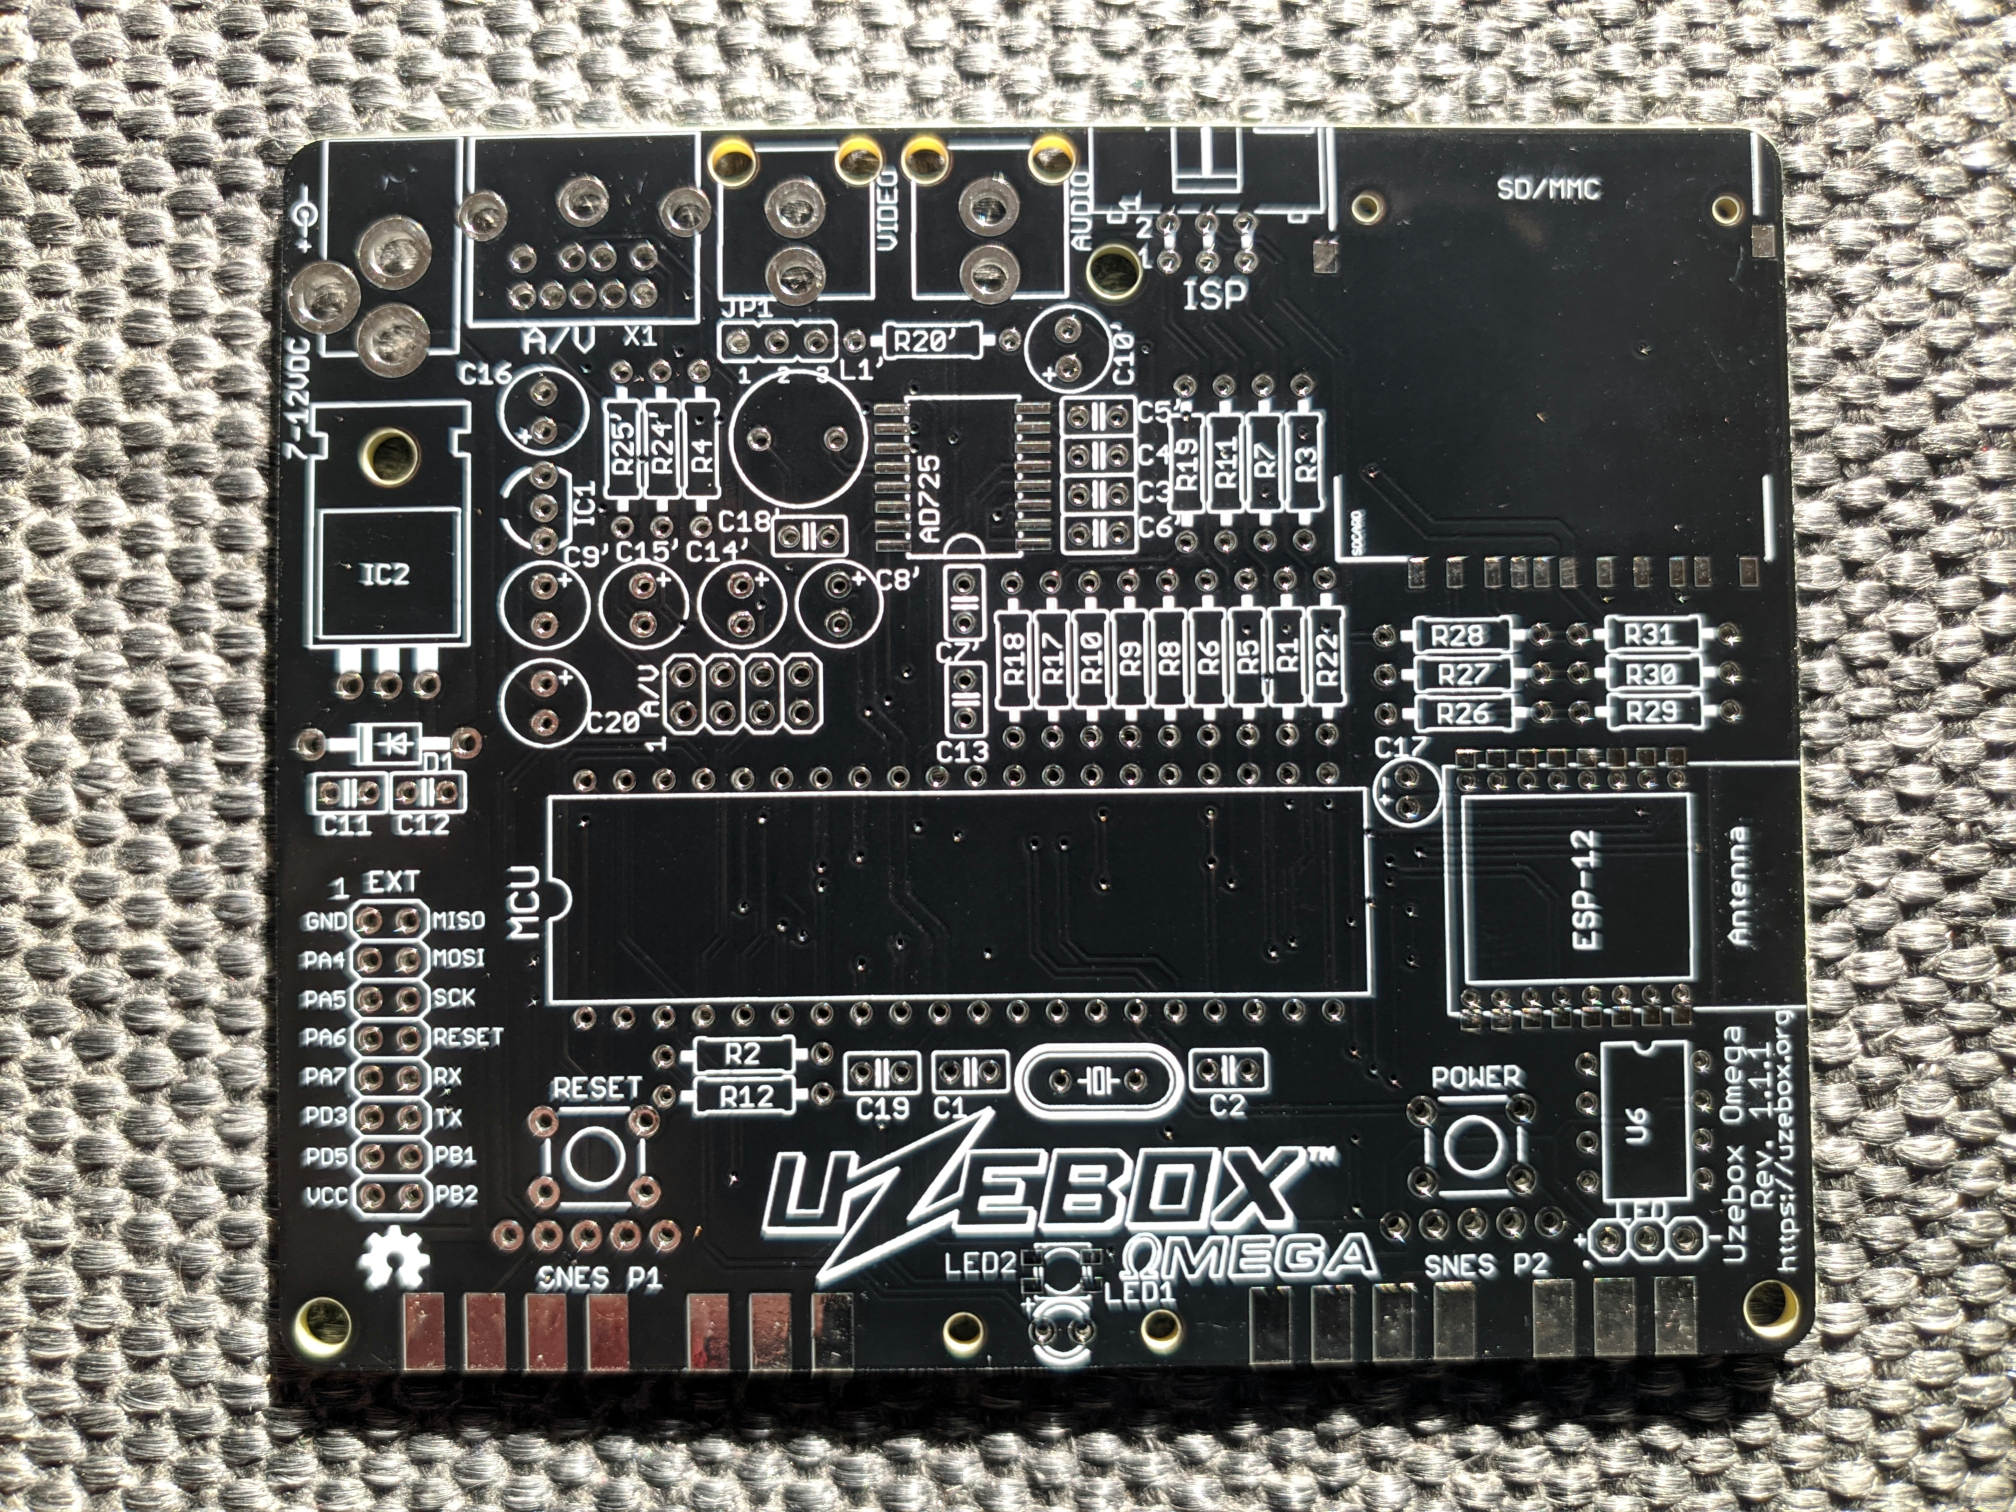 SD/MMC
VIDEO
AUDIO
1
2
1
ISP
7-12VDC
A/V X1
JP1
1 2 3
L1'
R20'
C10'
C16
R25'
R24'
R4
AD725
C5'
C4'
C3
C6'
R19
R11
R7
R3
SDCARD
IC1
C18'
IC2
C9'
C15'
C14'
C8'
C7'
C13
C20
A/V
1
R18
R17
R10
R9
R8
R6
R5
R1
R22
R28
R31
R27
R30
R26
R29
C17
D1
C11
C12
MCU
ESP-12
Antenna
1 EXT
GND MISO
PA4 MOSI
PA5 SCK
PA6 RESET
PA7 RX
PD3 TX
PD5 PB1
VCC PB2
R2
R12
C19
C1
C2
RESET
POWER
U6
LED
+ -
Uzebox Omega
Rev. 1.1.1
https://uzebox.org
UZEBOX™
ΩMEGA
LED2
LED1
SNES P1
SNES P2